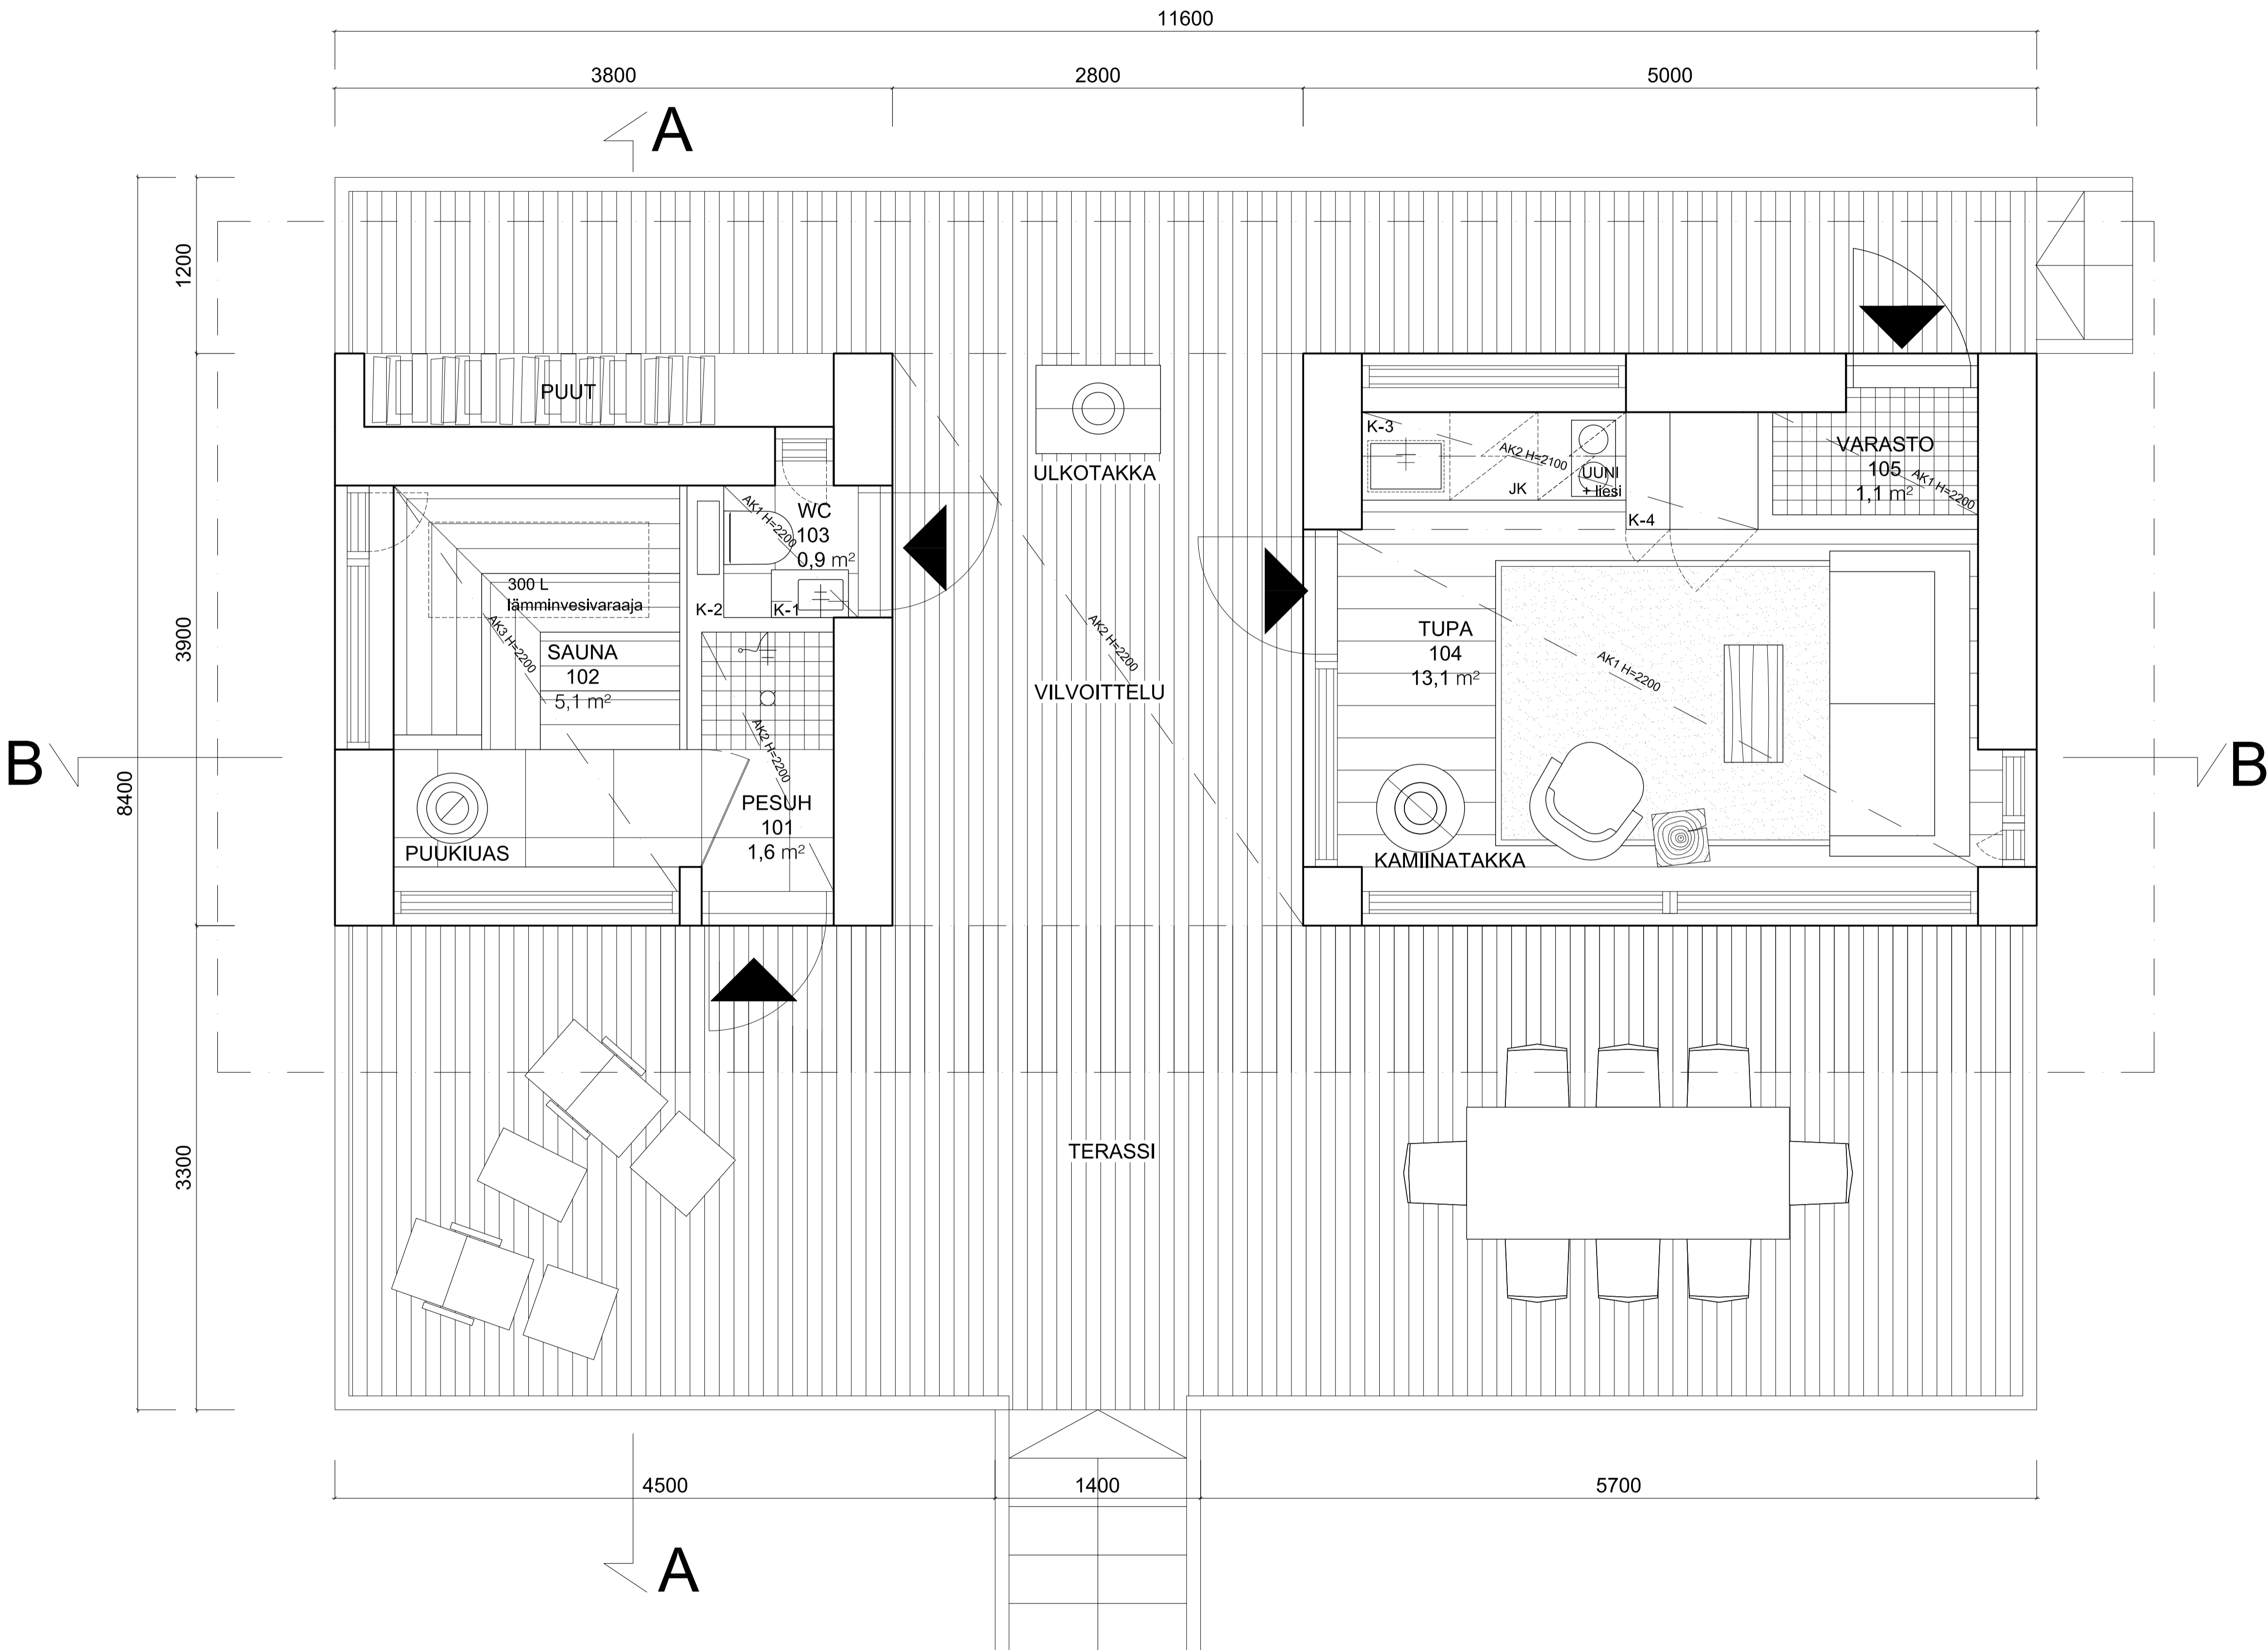 11600
3800
2800
5000
A
1200
PUUT
K-3
AK2 H=2100
UUNI
+ liesi
JK
K-4
VARASTO
105
1,1 m²
AK1 H=2200
ULKOTAKKA
AK1 H=2200
WC
103
0,9 m²
300 L
lämminvesivaraaja
K-2
K-1
AK3 H=2200
3900
SAUNA
102
5,1 m²
AK2 H=2200
VILVOITTELU
TUPA
104
13,1 m²
AK1 H=2200
AK2 H=2200
B
B
8400
PESUH
101
1,6 m²
PUUKIUAS
KAMIINATAKKA
3300
TERASSI
4500
1400
5700
A